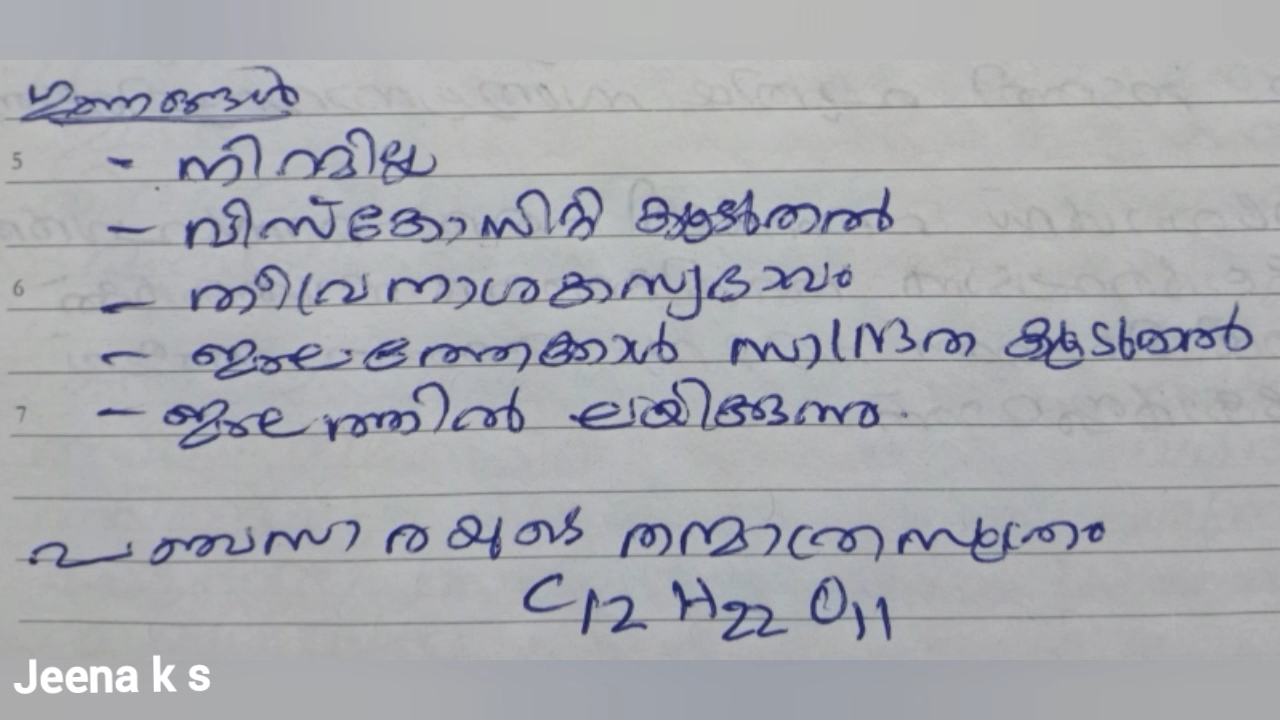 ഗുണങ്ങൾ
5 - നിറമില്ല
- വിസ്കോസിറ്റി കൂടുതൽ
6 - തീവ്രനാശകസ്വഭാവം
- ജലത്തേക്കാൾ സാന്ദ്രത കൂടുതൽ
7 - ജലത്തിൽ ലയിക്കുന്നു.
പഞ്ചസാരയുടെ തന്മാത്രാസൂത്രം
C12 H22 O11
Jeena k s